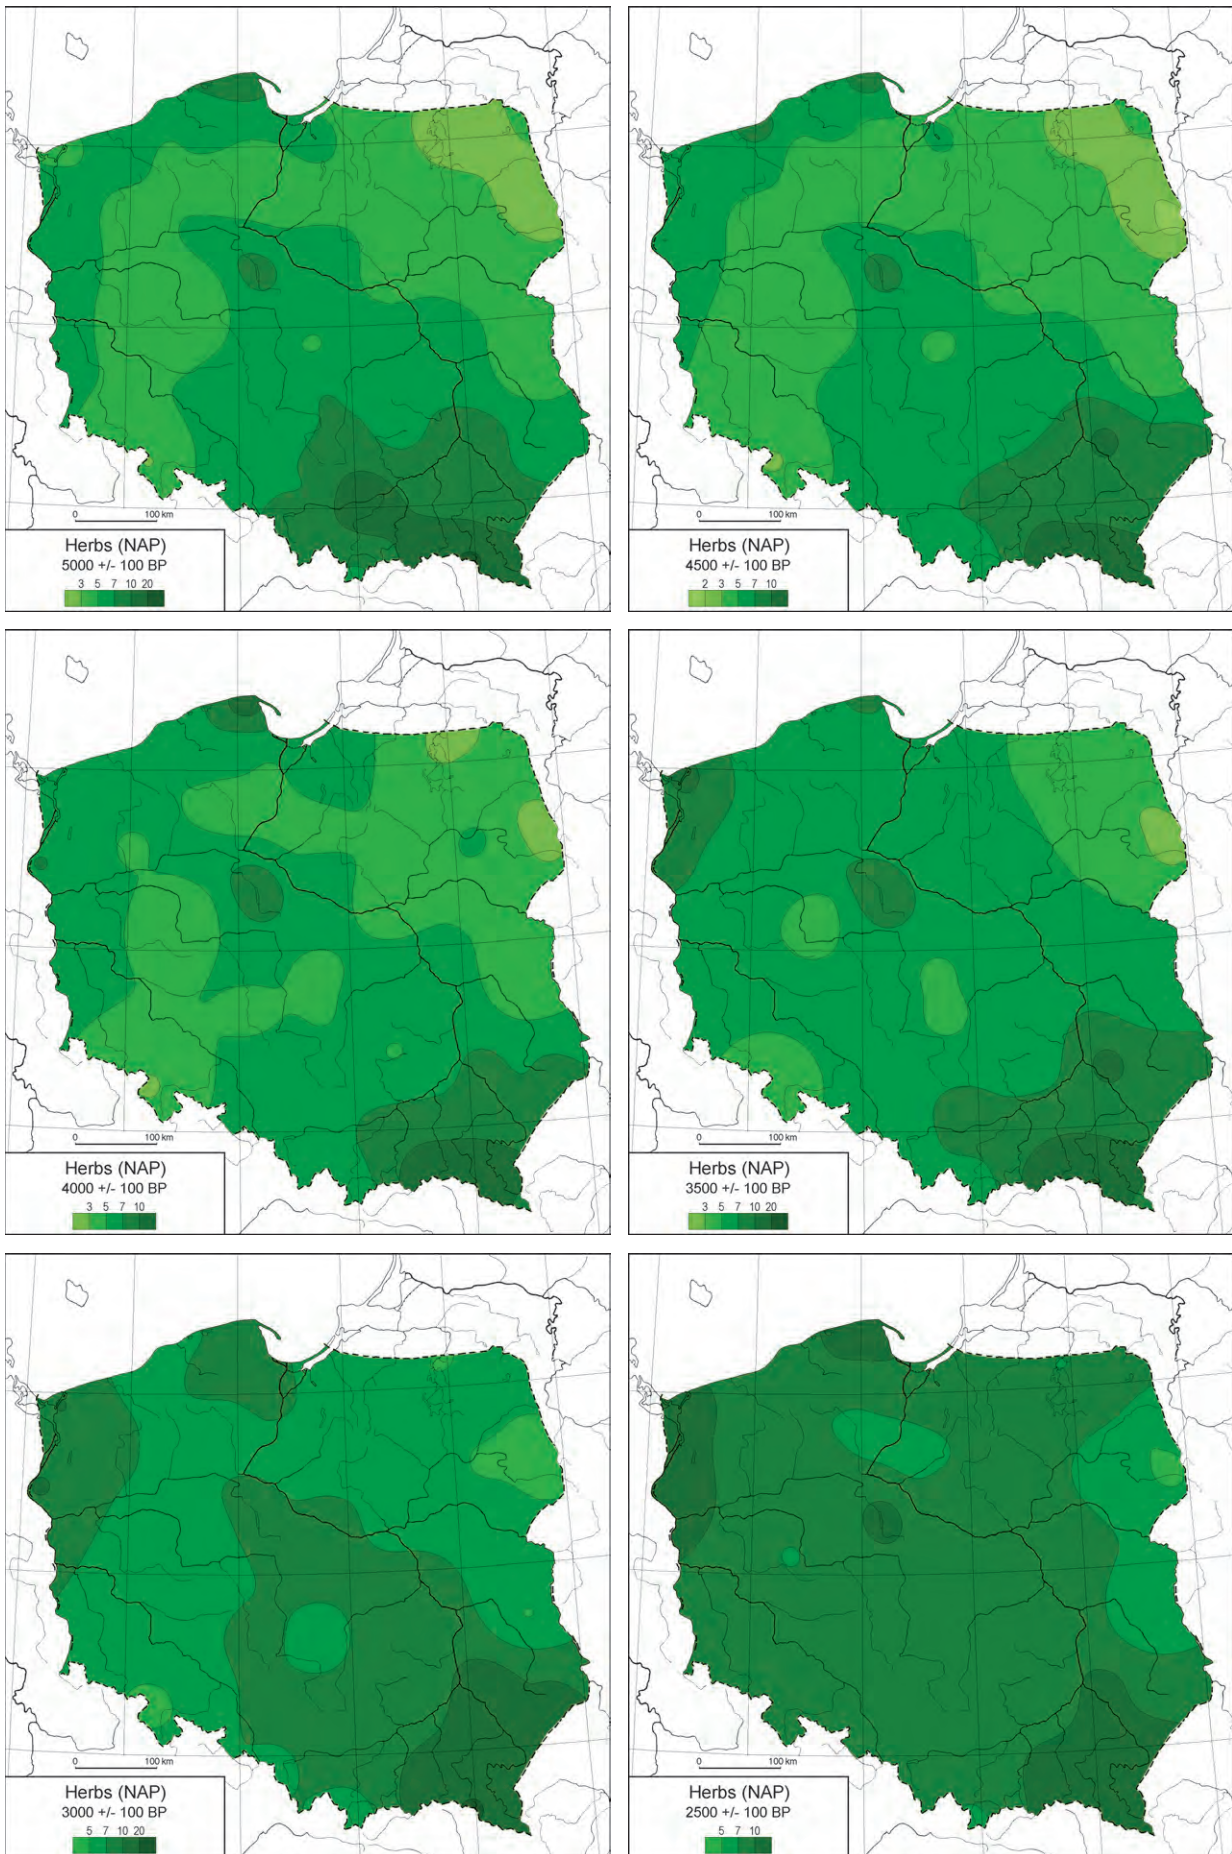 0 100 km
Herbs (NAP)
5000 +/- 100 BP
3 5 7 10 20
0 100 km
Herbs (NAP)
4500 +/- 100 BP
2 3 5 7 10
0 100 km
Herbs (NAP)
4000 +/- 100 BP
3 5 7 10
0 100 km
Herbs (NAP)
3500 +/- 100 BP
3 5 7 10 20
0 100 km
Herbs (NAP)
3000 +/- 100 BP
5 7 10 20
0 100 km
Herbs (NAP)
2500 +/- 100 BP
5 7 10